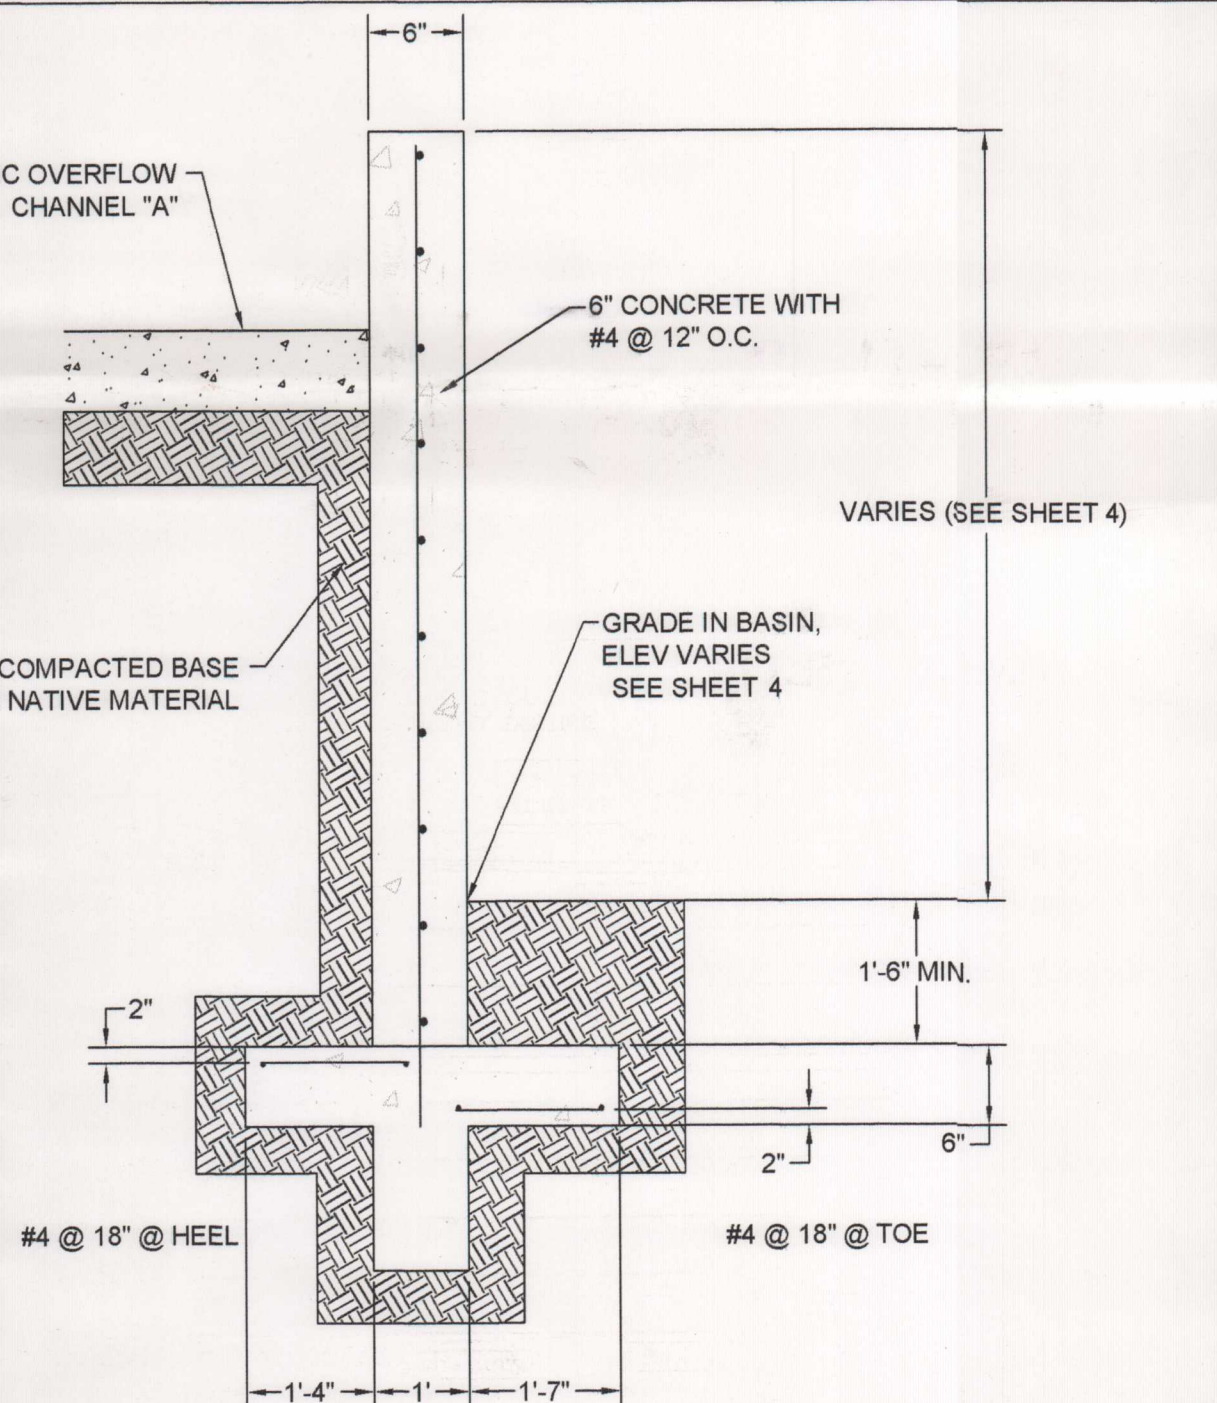 6"
C OVERFLOW
CHANNEL "A"
6" CONCRETE WITH
#4 @ 12" O.C.
VARIES (SEE SHEET 4)
GRADE IN BASIN,
ELEV VARIES
SEE SHEET 4
COMPACTED BASE
NATIVE MATERIAL
1'-6" MIN.
2"
6"
2"
#4 @ 18" @ HEEL
#4 @ 18" @ TOE
1'-4"
1'
1'-7"